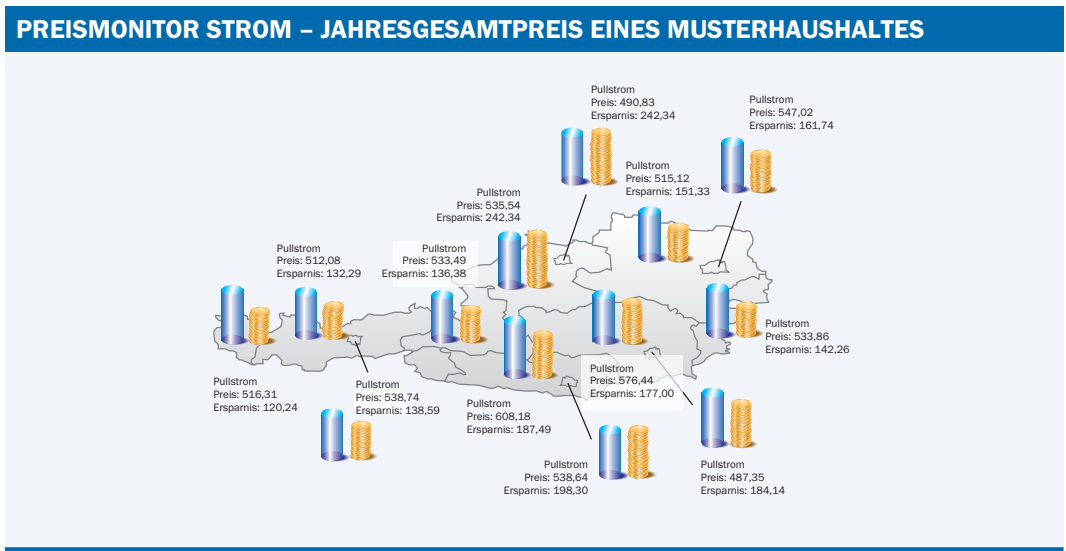 PREISMONITOR STROM – JAHRESGESAMTPREIS EINES MUSTERHAUSHALTES
Pullstrom
Preis: 490,83
Ersparnis: 242,34
Pullstrom
Preis: 547,02
Ersparnis: 161,74
Pullstrom
Preis: 515,12
Ersparnis: 151,33
Pullstrom
Preis: 535,54
Ersparnis: 242,34
Pullstrom
Preis: 512,08
Ersparnis: 132,29
Pullstrom
Preis: 533,49
Ersparnis: 136,38
Pullstrom
Preis: 533,86
Ersparnis: 142,26
Pullstrom
Preis: 576,44
Ersparnis: 177,00
Pullstrom
Preis: 516,31
Ersparnis: 120,24
Pullstrom
Preis: 538,74
Ersparnis: 138,59
Pullstrom
Preis: 608,18
Ersparnis: 187,49
Pullstrom
Preis: 538,64
Ersparnis: 198,30
Pullstrom
Preis: 487,35
Ersparnis: 184,14